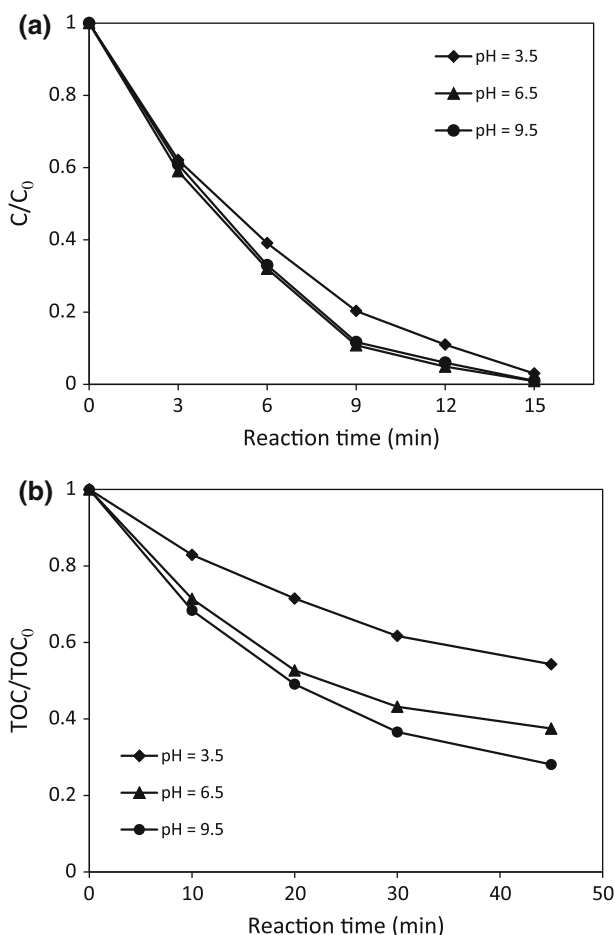 (a)
1
0.8
0.6
0.4
0.2
0
C/C₀
pH = 3.5
pH = 6.5
pH = 9.5
0 3 6 9 12 15
Reaction time (min)
(b)
1
0.8
0.6
0.4
0.2
0
TOC/TOC₀
pH = 3.5
pH = 6.5
pH = 9.5
0 10 20 30 40 50
Reaction time (min)